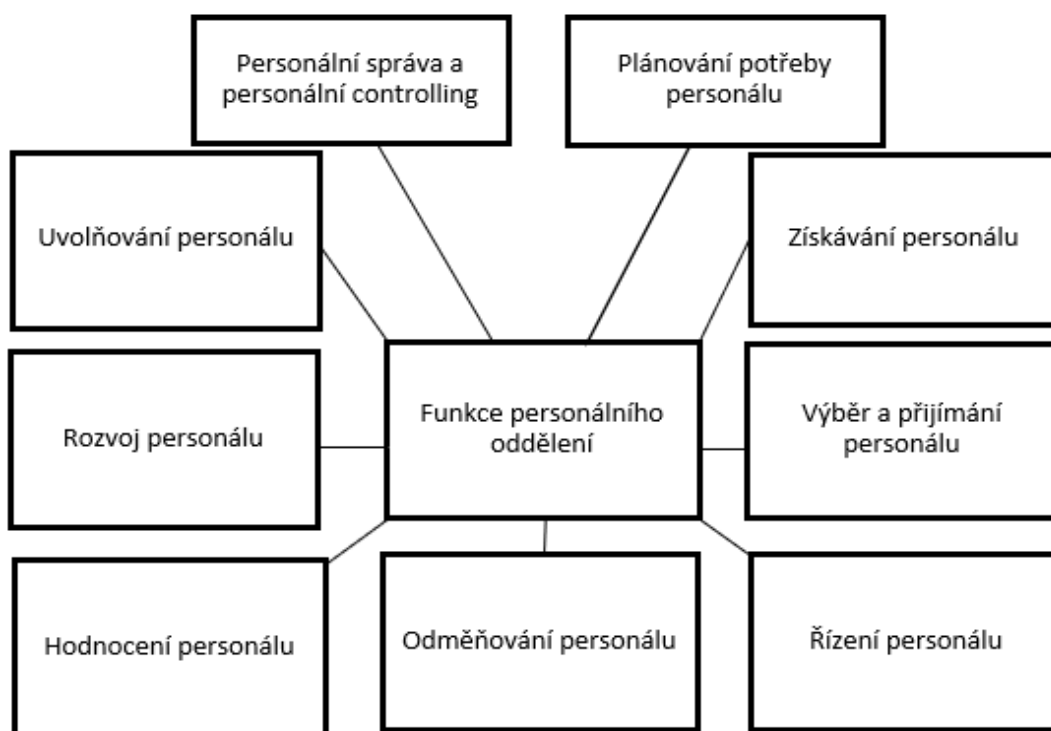 Personální správa a
personální controlling
Plánování potřeby
personálu
Uvolňování personálu
Získávání personálu
Rozvoj personálu
Funkce personálního
oddělení
Výběr a přijímání
personálu
Hodnocení personálu
Odměňování personálu
Řízení personálu